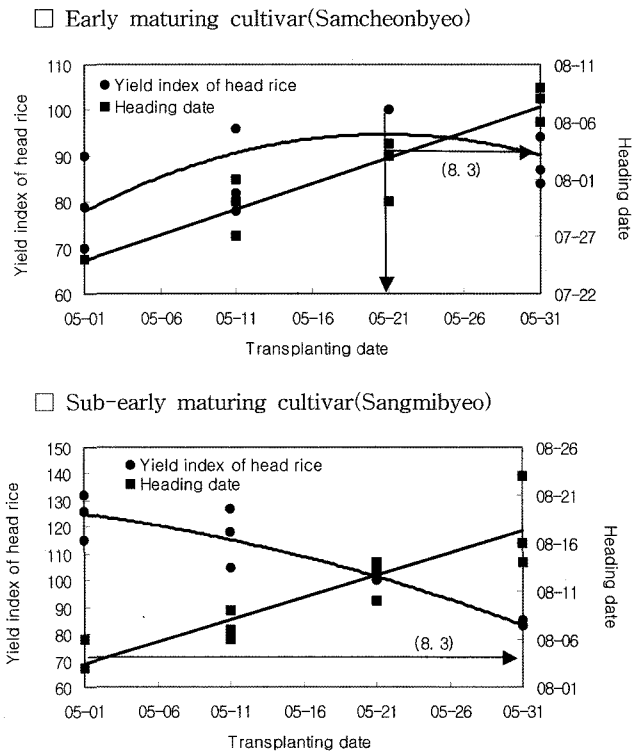 □ Early maturing cultivar(Samcheonbyeo)
110
100
90
80
70
60
Yield index of head rice
● Yield index of head rice
■ Heading date
(8. 3)
08-11
08-06
08-01
07-27
07-22
Heading date
05-01 05-06 05-11 05-16 05-21 05-26 05-31
Transplanting date
□ Sub-early maturing cultivar(Sangmibyeo)
150
140
130
120
110
100
90
80
70
60
Yield index of head rice
● Yield index of head rice
■ Heading date
(8. 3)
08-26
08-21
08-16
08-11
08-06
08-01
Heading date
05-01 05-06 05-11 05-16 05-21 05-26 05-31
Transplanting date